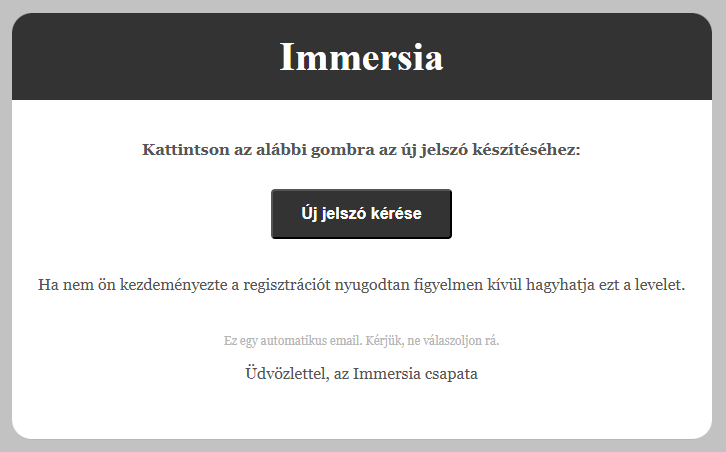 Immersia
Kattintson az alábbi gombra az új jelszó készítéséhez:
Új jelszó kérése
Ha nem ön kezdeményezte a regisztrációt nyugodtan figyelmen kívül hagyhatja ezt a levelet.
Ez egy automatikus email. Kérjük, ne válaszoljon rá.
Üdvözlettel, az Immersia csapata